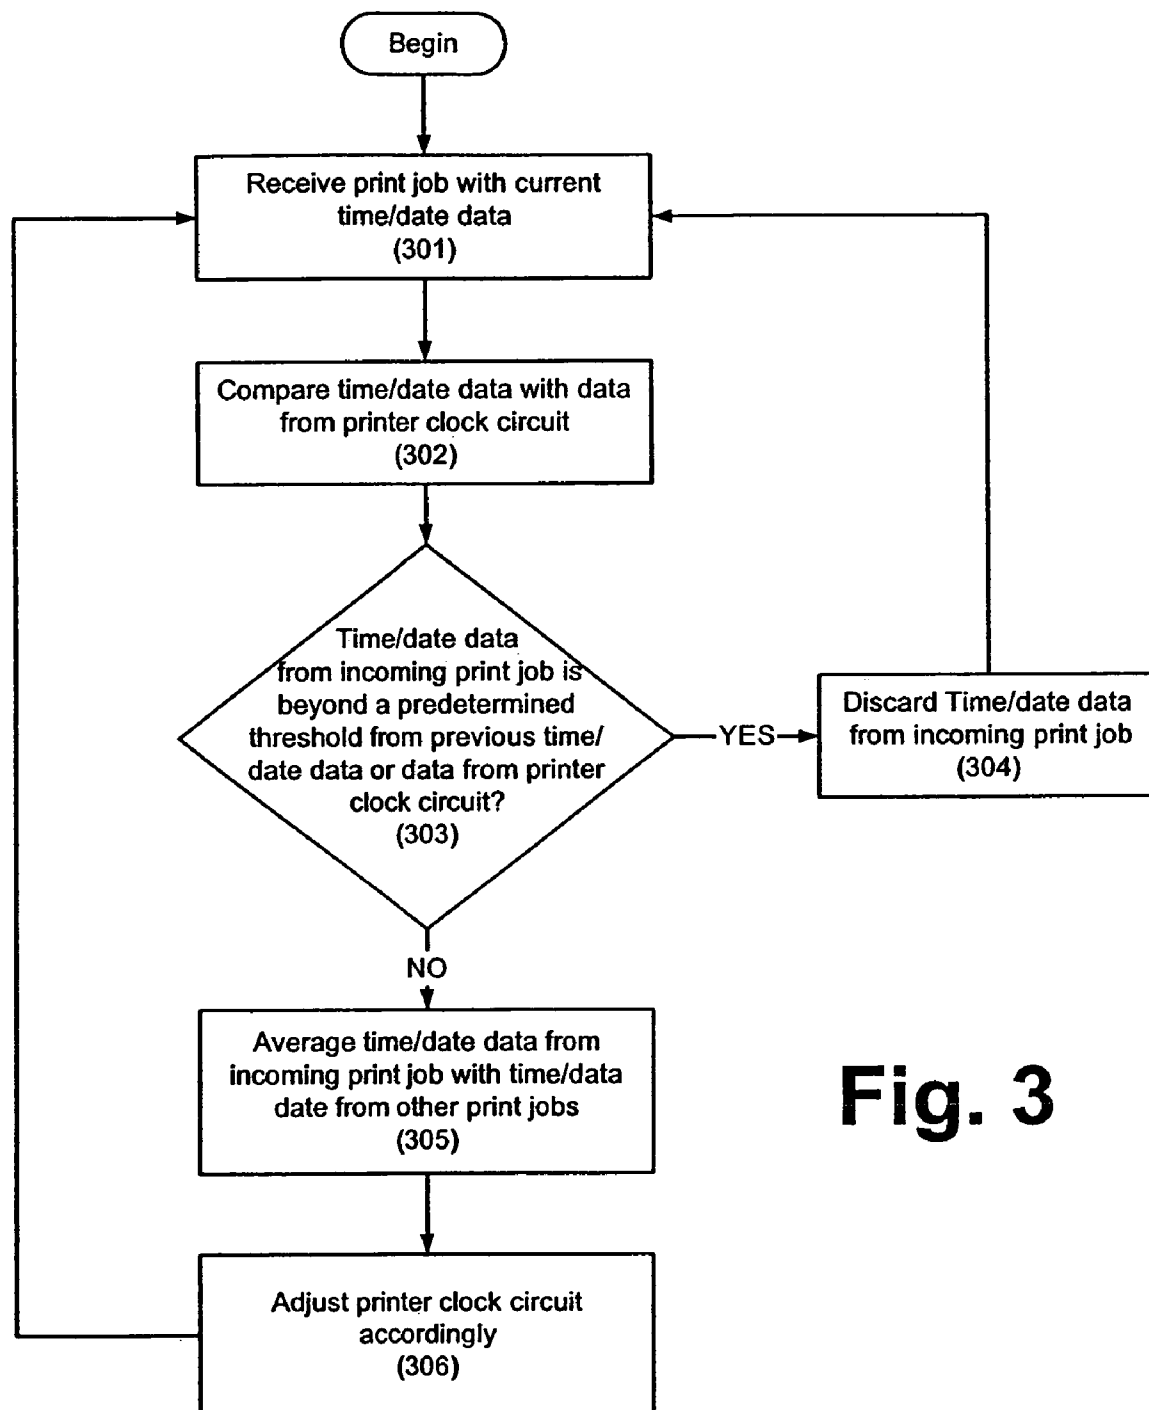 Begin
Receive print job with current
time/date data
(301)
Compare time/date data with data
from printer clock circuit
(302)
Time/date data
from incoming print job is
beyond a predetermined
threshold from previous time/
date data or data from printer
clock circuit?
(303)
YES
Discard Time/date data
from incoming print job
(304)
NO
Average time/date data from
incoming print job with time/data
date from other print jobs
(305)
Adjust printer clock circuit
accordingly
(306)
Fig. 3